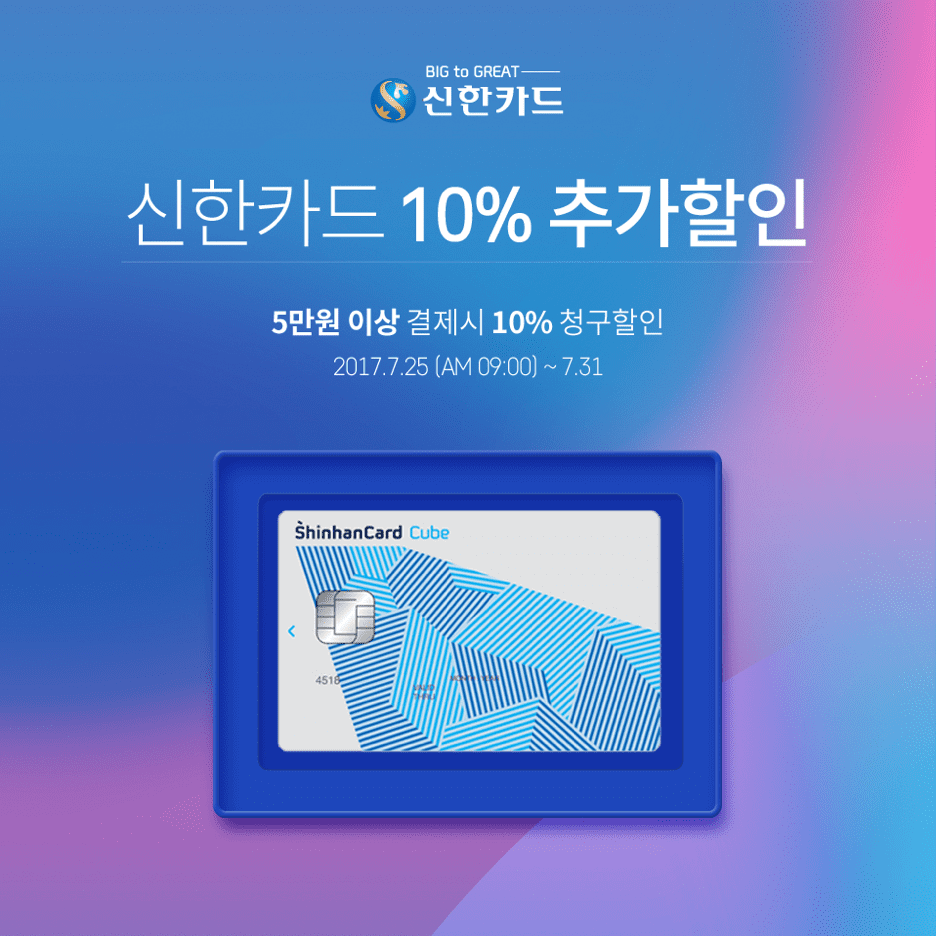 BIG to GREAT
신한카드
신한카드 10% 추가할인
5만원 이상 결제시 10% 청구할인
2017.7.25 (AM 09:00) ~ 7.31
ShinhanCard Cube
4518